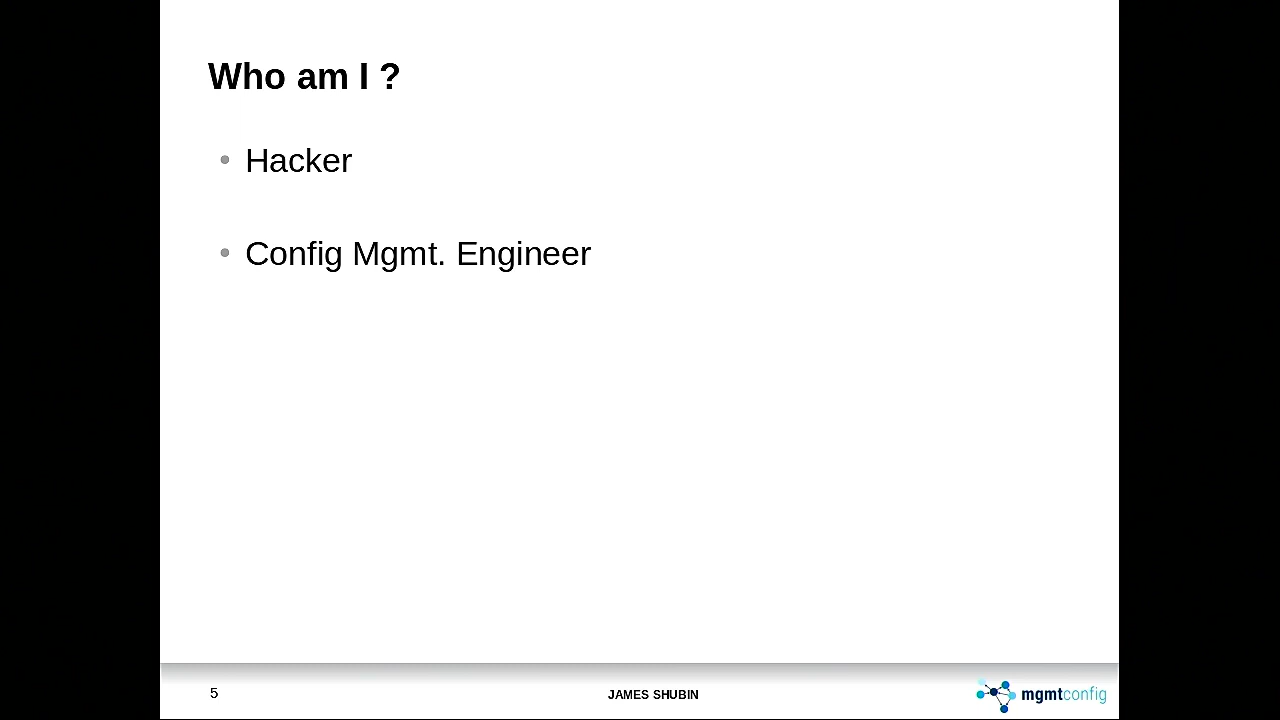 Who am I ?
• Hacker
• Config Mgmt. Engineer
5
JAMES SHUBIN
mgmtconfig